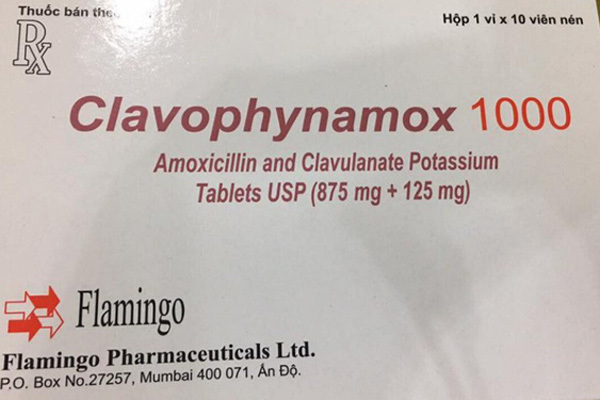 Thuốc bán the
Rx
Hộp 1 vỉ x 10 viên nén
Clavophynamox 1000
Amoxicillin and Clavulanate Potassium
Tablets USP (875 mg + 125 mg)
Flamingo
Flamingo Pharmaceuticals Ltd.
P.O. Box No.27257, Mumbai 400 071, Ấn Độ.